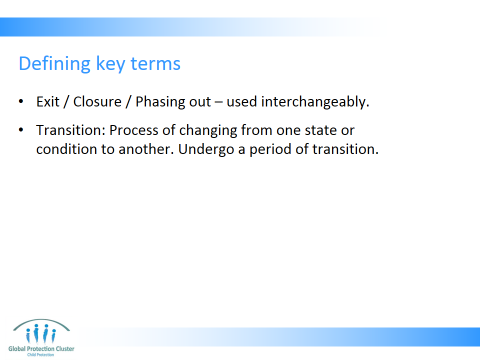 Defining key terms
• Exit / Closure / Phasing out – used interchangeably.
• Transition: Process of changing from one state or
condition to another. Undergo a period of transition.
Global Protection Cluster
Child Protection